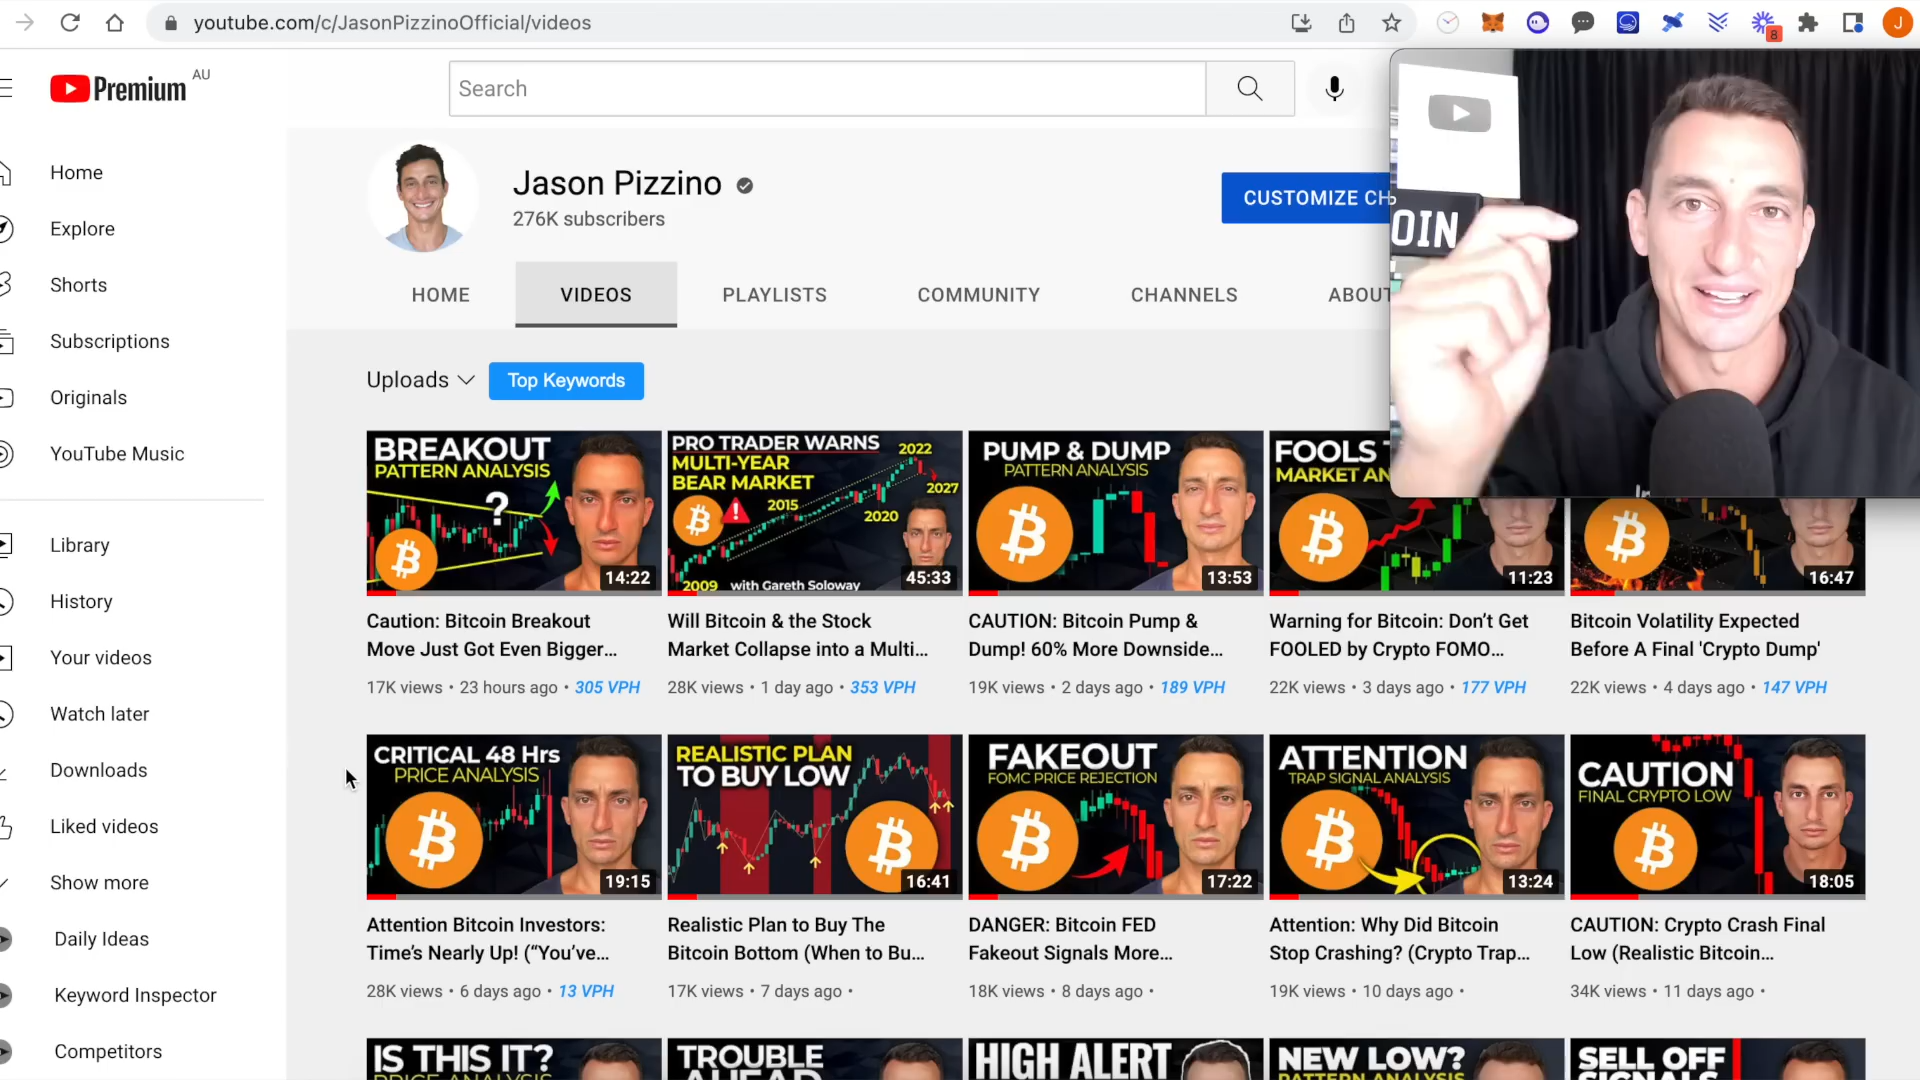 youtube.com/c/JasonPizzinoOfficial/videos
8
J
Premium AU
Search
Home
Explore
Shorts
Subscriptions
Originals
YouTube Music
Library
History
Your videos
Watch later
Downloads
Liked videos
Show more
Daily Ideas
Keyword Inspector
Competitors
Jason Pizzino
276K subscribers
CUSTOMIZE CH
OIN
HOME
VIDEOS
PLAYLISTS
COMMUNITY
CHANNELS
ABOUT
Uploads
Top Keywords
BREAKOUT
PATTERN ANALYSIS
?
14:22
Caution: Bitcoin Breakout
Move Just Got Even Bigger...
17K views • 23 hours ago • 305 VPH
PRO TRADER WARNS
MULTI-YEAR
BEAR MARKET
2022
2027
2015
2020
2009
with Gareth Soloway
45:33
Will Bitcoin & the Stock
Market Collapse into a Multi...
28K views • 1 day ago • 353 VPH
PUMP & DUMP
PATTERN ANALYSIS
13:53
CAUTION: Bitcoin Pump &
Dump! 60% More Downside...
19K views • 2 days ago • 189 VPH
FOOLS
MARKET AN
11:23
Warning for Bitcoin: Don’t Get
FOOLED by Crypto FOMO...
22K views • 3 days ago • 177 VPH
16:47
Bitcoin Volatility Expected
Before A Final 'Crypto Dump'
22K views • 4 days ago • 147 VPH
CRITICAL 48 Hrs
PRICE ANALYSIS
19:15
Attention Bitcoin Investors:
Time’s Nearly Up! (“You’ve...
28K views • 6 days ago • 13 VPH
REALISTIC PLAN
TO BUY LOW
16:41
Realistic Plan to Buy The
Bitcoin Bottom (When to Bu...
17K views • 7 days ago •
FAKEOUT
FOMC PRICE REJECTION
17:22
DANGER: Bitcoin FED
Fakeout Signals More...
18K views • 8 days ago •
ATTENTION
TRAP SIGNAL ANALYSIS
13:24
Attention: Why Did Bitcoin
Stop Crashing? (Crypto Trap...
19K views • 10 days ago •
CAUTION
FINAL CRYPTO LOW
18:05
CAUTION: Crypto Crash Final
Low (Realistic Bitcoin...
34K views • 11 days ago •
IS THIS IT?
PRICE ANALYSIS
TROUBLE
AHEAD
HIGH ALERT
NEW LOW?
PATTERN ANALYSIS
SELL OFF
SIGNALS